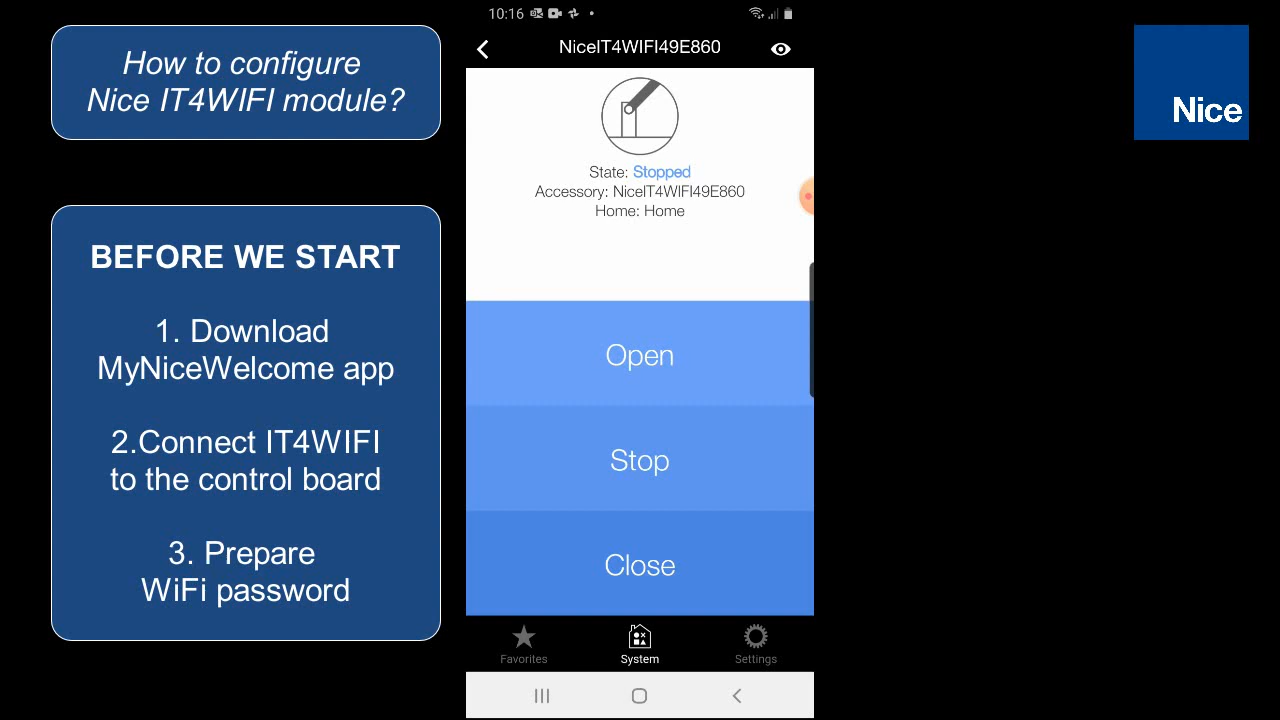 How to configure
Nice IT4WIFI module?
BEFORE WE START
1. Download
MyNiceWelcome app
2.Connect IT4WIFI
to the control board
3. Prepare
WiFi password
10:16
NiceIT4WIFI49E860
State: Stopped
Accessory: NiceIT4WIFI49E860
Home: Home
Open
Stop
Close
Favorites
System
Settings
Nice